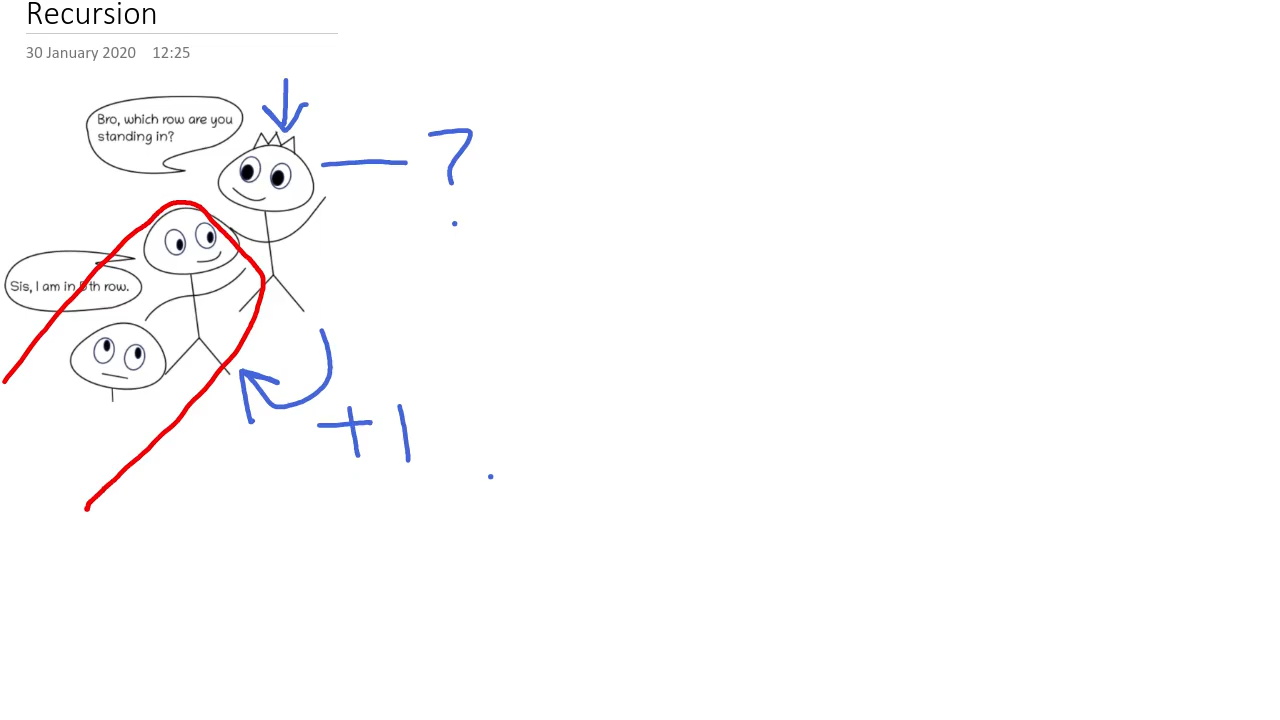 Recursion
30 January 2020 12:25
Bro, which row are you
standing in?
?
Sis, I am in th row.
+1